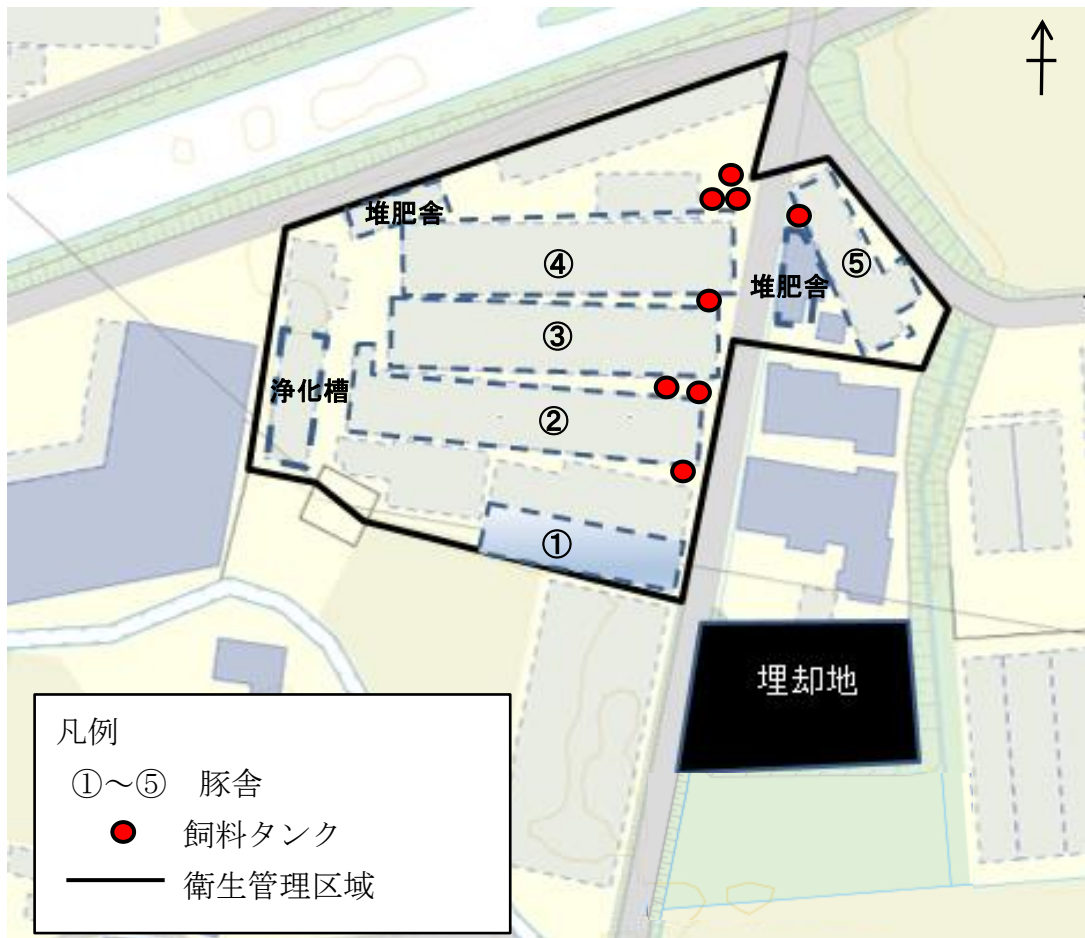 堆肥舎
④
⑤
堆肥舎
③
浄化槽
②
①
埋却地
凡例
①～⑤ 豚舎
飼料タンク
衛生管理区域